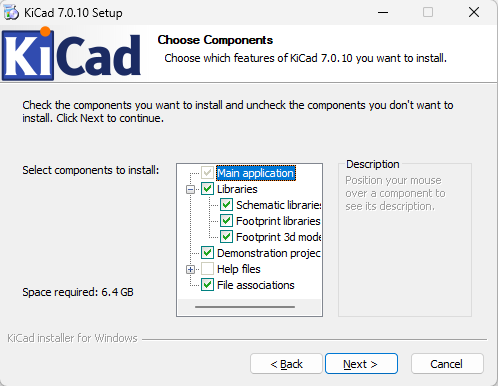 KiCad 7.0.10 Setup
KiCad
Choose Components
Choose which features of KiCad 7.0.10 you want to install.
Check the components you want to install and uncheck the components you don't want to
install. Click Next to continue.
Select components to install:
Main application
Libraries
Schematic libraries
Footprint libraries
Footprint 3d mode
Demonstration projec
Help files
File associations
Description
Position your mouse
over a component to
see its description.
Space required: 6.4 GB
KiCad installer for Windows
< Back
Next >
Cancel